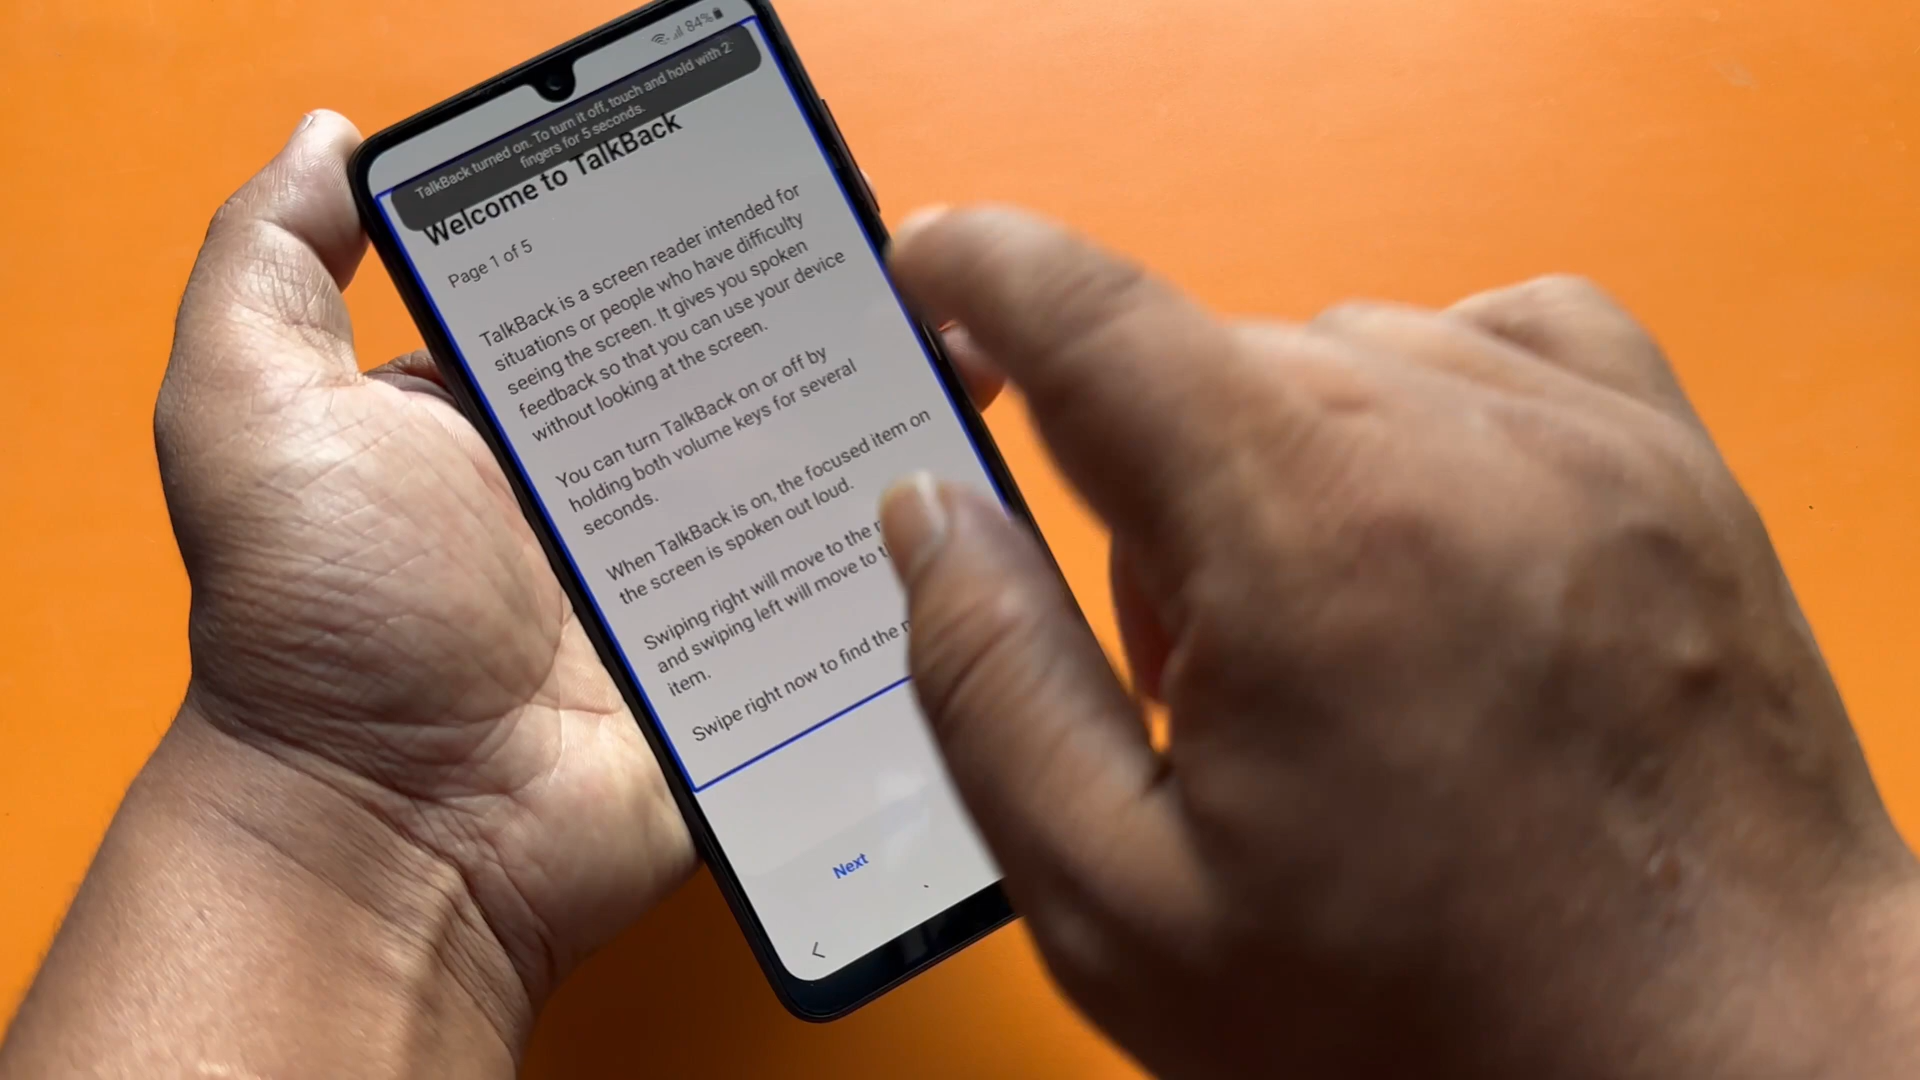 84%
TalkBack turned on. To turn it off, touch and hold with 2
fingers for 5 seconds.
Welcome to TalkBack
Page 1 of 5
TalkBack is a screen reader intended for
situations or people who have difficulty
seeing the screen. It gives you spoken
feedback so that you can use your device
without looking at the screen.
You can turn TalkBack on or off by
holding both volume keys for several
seconds.
When TalkBack is on, the focused item on
the screen is spoken out loud.
Swiping right will move to the
and swiping left will move to
item.
Swipe right now to find the
Next